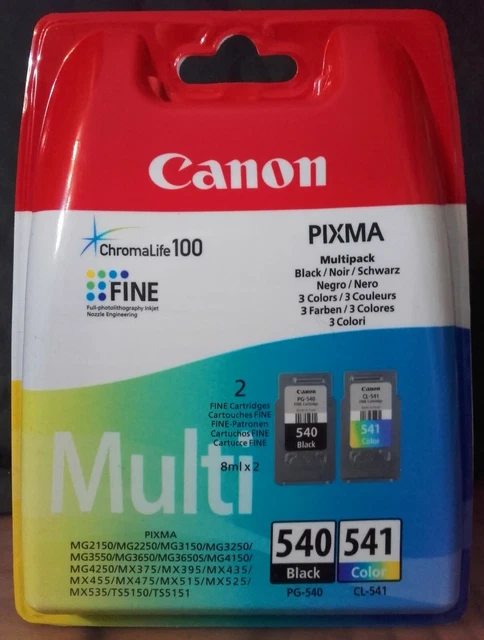 Canon
ChromaLife100
FINE
Full-photolithography Inkjet
Nozzle Engineering
PIXMA
Multipack
Black / Noir / Schwarz
Negro / Nero
3 Colors / 3 Couleurs
3 Farben / 3 Colores
3 Colori
2
FINE Cartridges
Cartouches FINE
FINE-Patronen
Cartuchos FINE
Cartucce FINE
8ml x 2
Canon
PG-540
FINE Cartridge
540
Black
Canon
CL-541
FINE Cartridge
541
Color
Multi
PIXMA
MG2150/MG2250/MG3150/MG3250/
MG3550/MG3650/MG3650S/MG4150/
MG4250/MX375/MX395/MX435/
MX455/MX475/MX515/MX525/
MX535/TS5150/TS5151
540
Black
PG-540
541
Color
CL-541